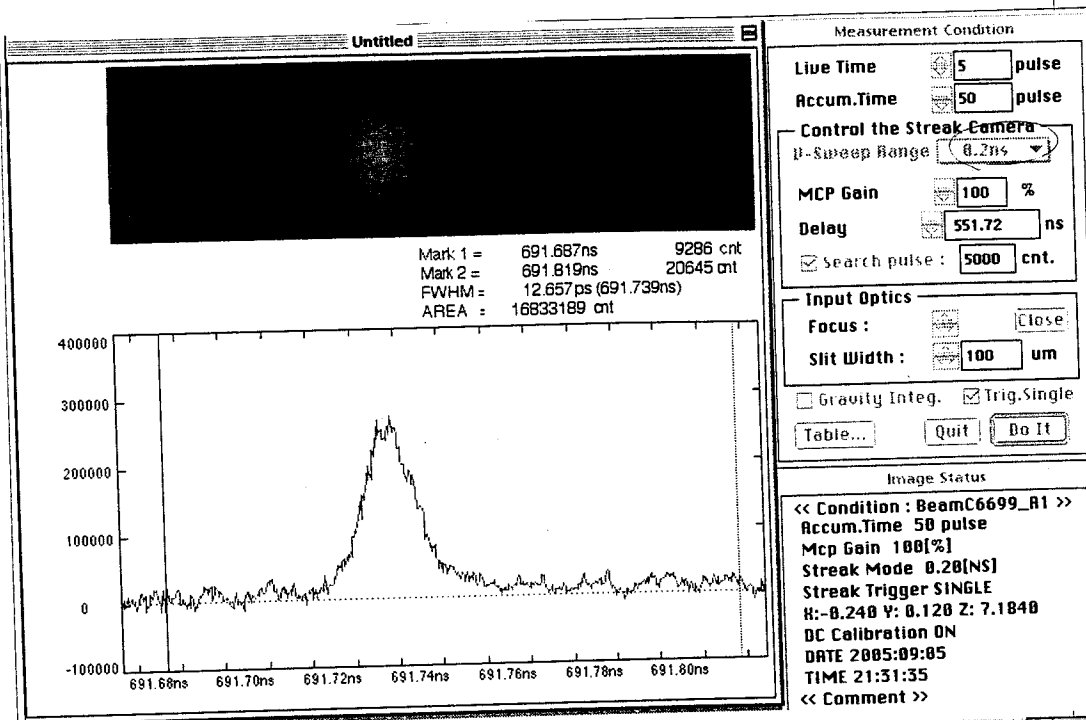 Untitled
Mark 1 = 691.687ns 9286 cnt
Mark 2 = 691.819ns 20645 cnt
FWHM = 12.657ps (691.739ns)
AREA : 16833189 cnt
400000
300000
200000
100000
0
-100000
691.68ns 691.70ns 691.72ns 691.74ns 691.76ns 691.78ns 691.80ns
Measurement Condition
Live Time 5 pulse
Accum.Time 50 pulse
Control the Streak Camera
V-Sweep Range 0.2ns
MCP Gain 100 %
Delay 551.72 ns
Search pulse : 5000 cnt.
Input Optics
Focus : Close
Slit Width : 100 um
Gravity Integ. Trig.Single
Table... Quit Do It
Image Status
<< Condition : BeamC6699_A1 >>
Accum.Time 50 pulse
Mcp Gain 100[%]
Streak Mode 0.20[NS]
Streak Trigger SINGLE
X:-0.240 Y: 0.120 Z: 7.1840
DC Calibration ON
DATE 2005:09:05
TIME 21:31:35
<< Comment >>